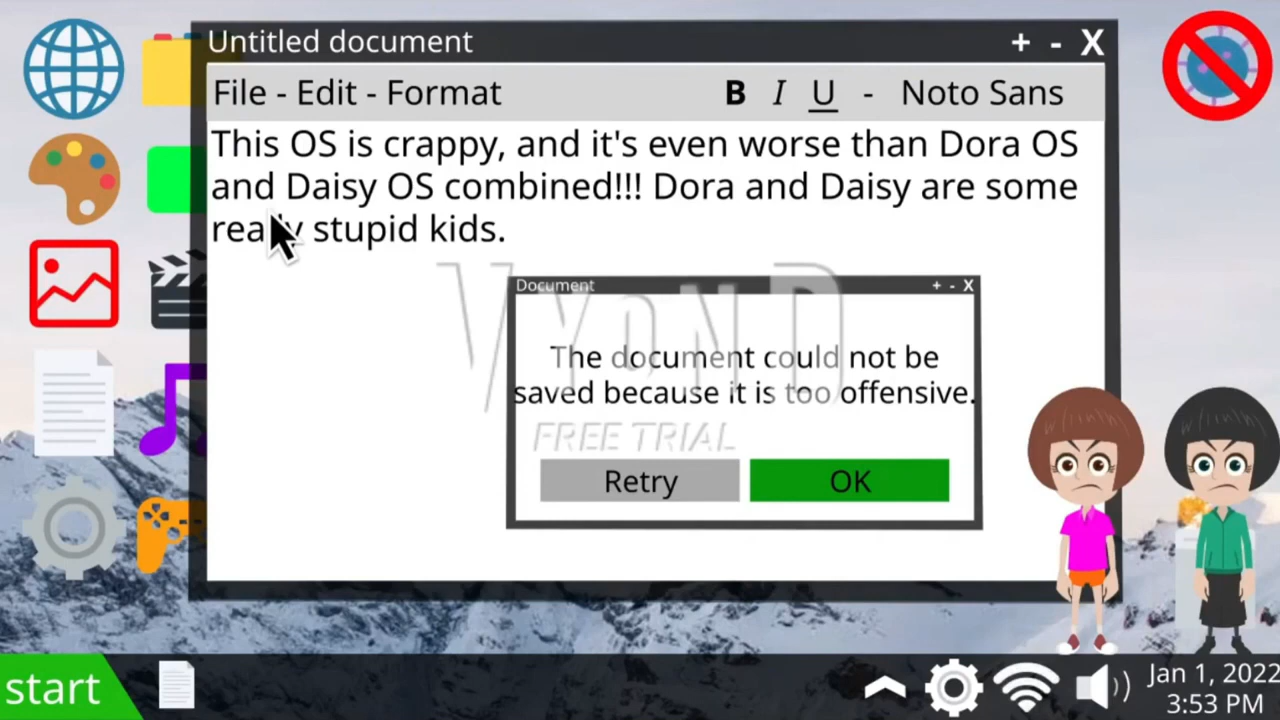 Untitled document
+ - X
File - Edit - Format
B I U - Noto Sans
This OS is crappy, and it's even worse than Dora OS
and Daisy OS combined!!! Dora and Daisy are some
really stupid kids.
Document
+ - X
VYOND
The document could not be
saved because it is too offensive.
FREE TRIAL
Retry
OK
start
Jan 1, 2022
3:53 PM